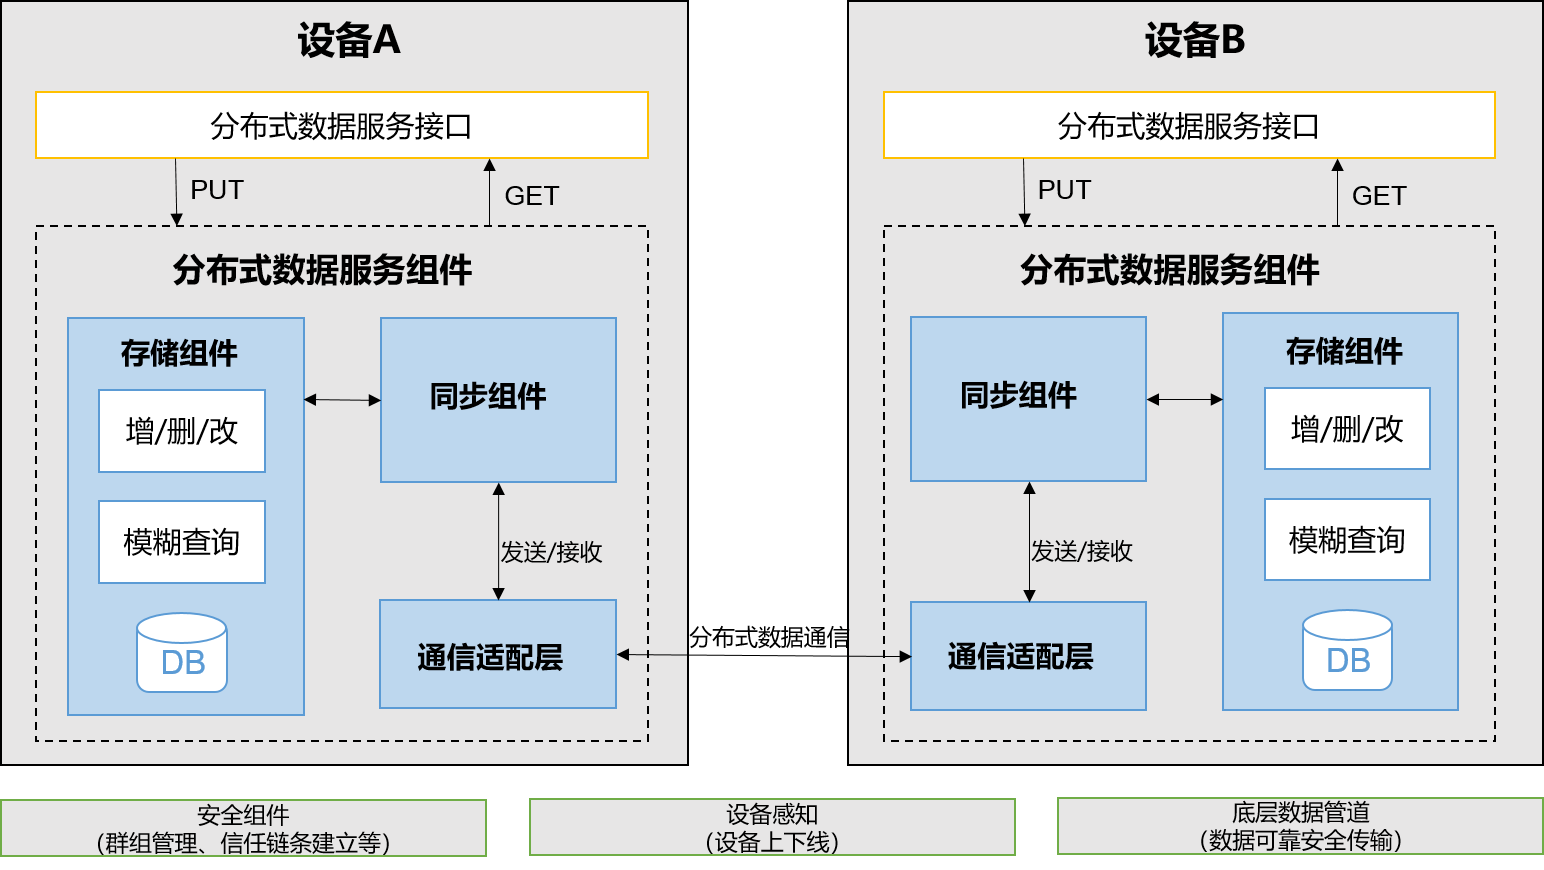 设备A
分布式数据服务接口
PUT
GET
分布式数据服务组件
存储组件
增/删/改
模糊查询
DB
同步组件
发送/接收
通信适配层
分布式数据通信
设备B
分布式数据服务接口
PUT
GET
分布式数据服务组件
同步组件
发送/接收
通信适配层
存储组件
增/删/改
模糊查询
DB
安全组件
（群组管理、信任链条建立等）
设备感知
（设备上下线）
底层数据管道
（数据可靠安全传输）